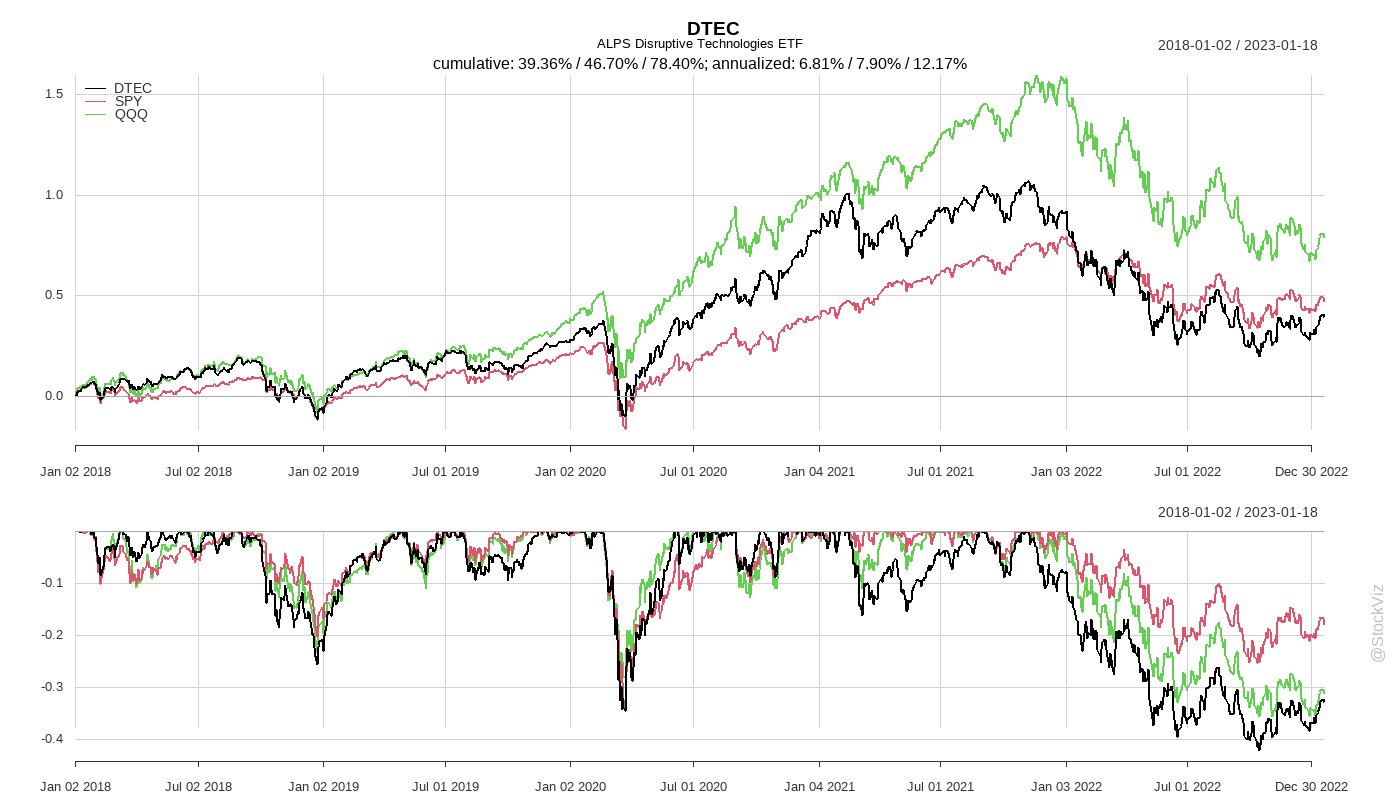 DTEC
ALPS Disruptive Technologies ETF
2018-01-02 / 2023-01-18
cumulative: 39.36% / 46.70% / 78.40%; annualized: 6.81% / 7.90% / 12.17%
DTEC
SPY
QQQ
1.5
1.0
0.5
0.0
Jan 02 2018 Jul 02 2018 Jan 02 2019 Jul 01 2019 Jan 02 2020 Jul 01 2020 Jan 04 2021 Jul 01 2021 Jan 03 2022 Jul 01 2022 Dec 30 2022
2018-01-02 / 2023-01-18
-0.1
-0.2
-0.3
-0.4
Jan 02 2018 Jul 02 2018 Jan 02 2019 Jul 01 2019 Jan 02 2020 Jul 01 2020 Jan 04 2021 Jul 01 2021 Jan 03 2022 Jul 01 2022 Dec 30 2022
@StockViz